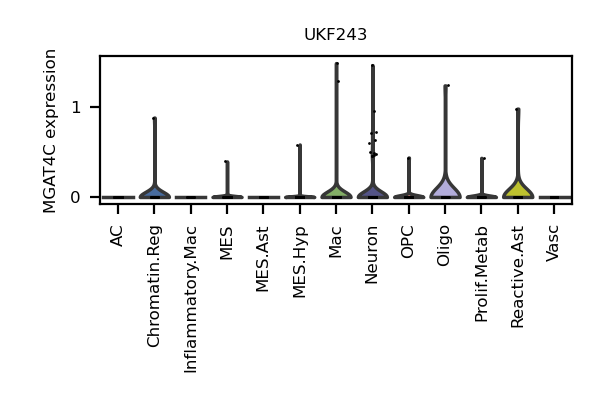 UKF243
MGAT4C expression
1
0
AC
Chromatin.Reg
Inflammatory.Mac
MES
MES.Ast
MES.Hyp
Mac
Neuron
OPC
Oligo
Prolif.Metab
Reactive.Ast
Vasc